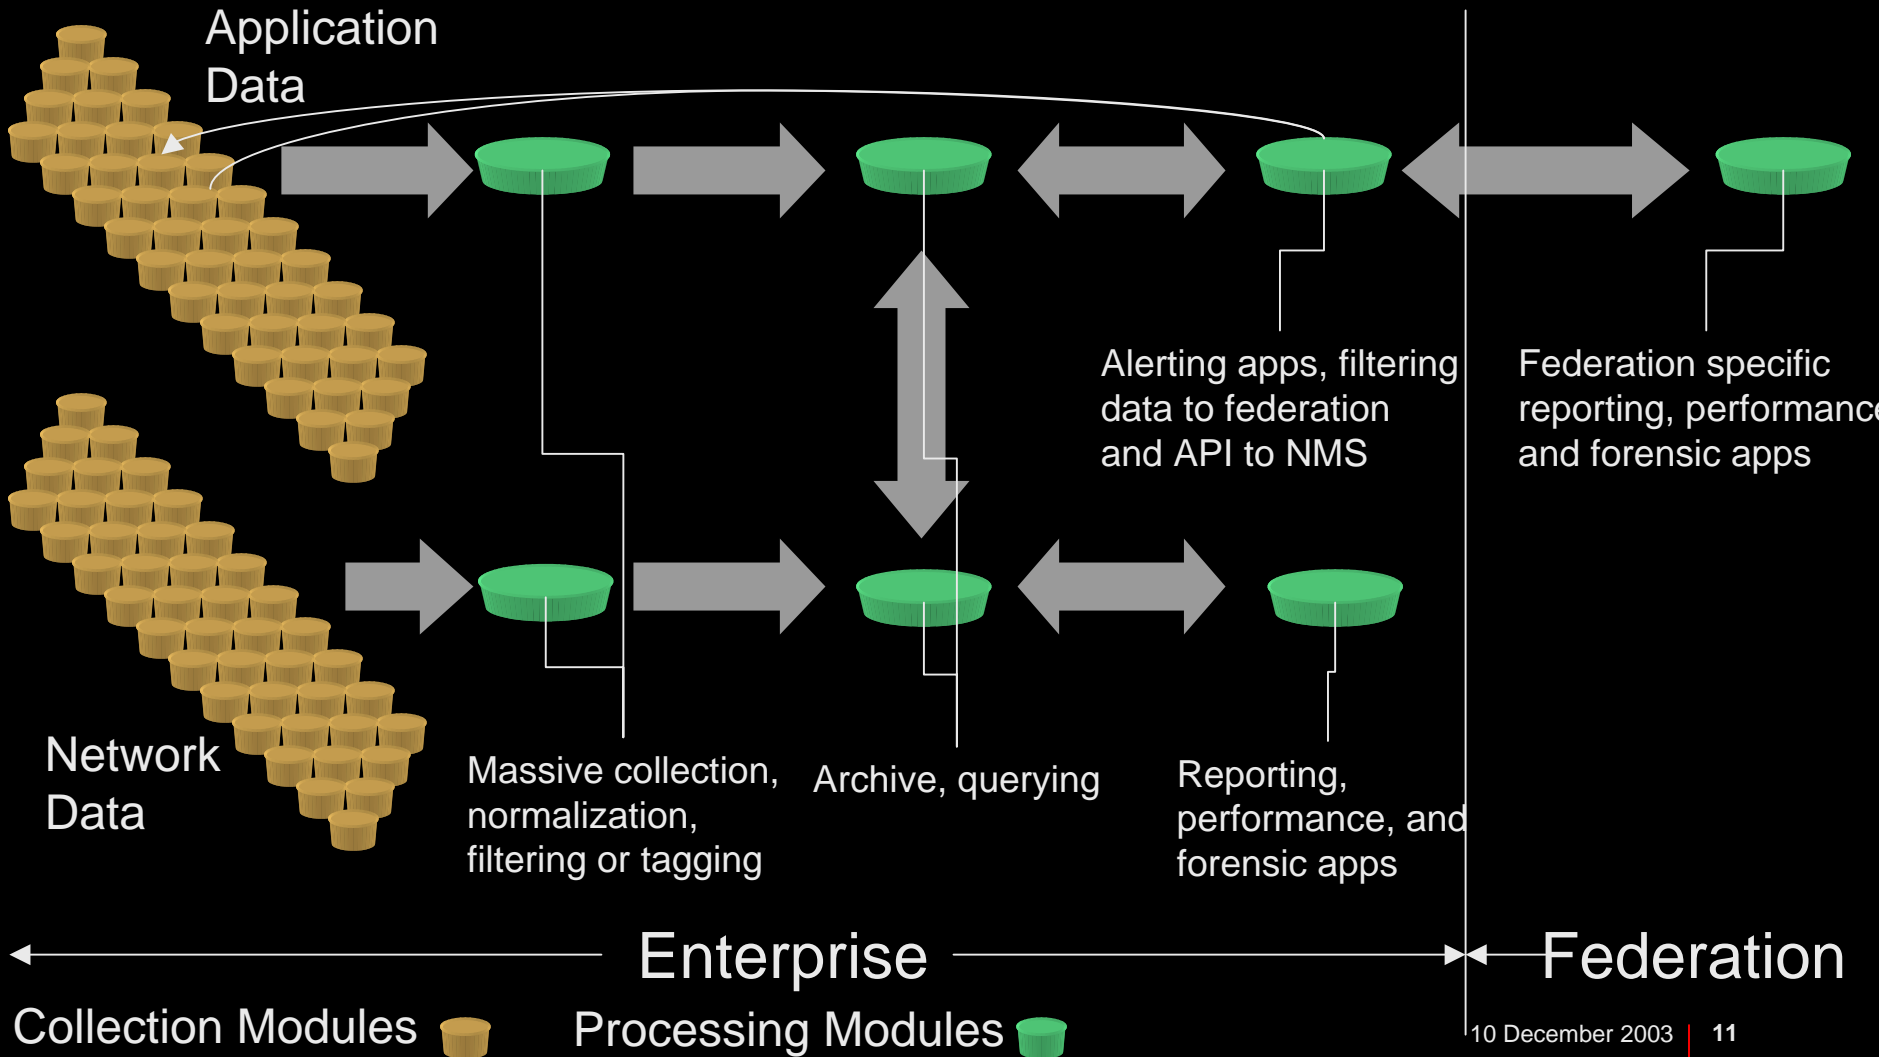 Application
Data
Alerting apps, filtering
data to federation
and API to NMS
Federation specific
reporting, performance
and forensic apps
Network
Data
Massive collection,
normalization,
filtering or tagging
Archive, querying
Reporting,
performance, and
forensic apps
Enterprise
Federation
Collection Modules
Processing Modules
10 December 2003
11